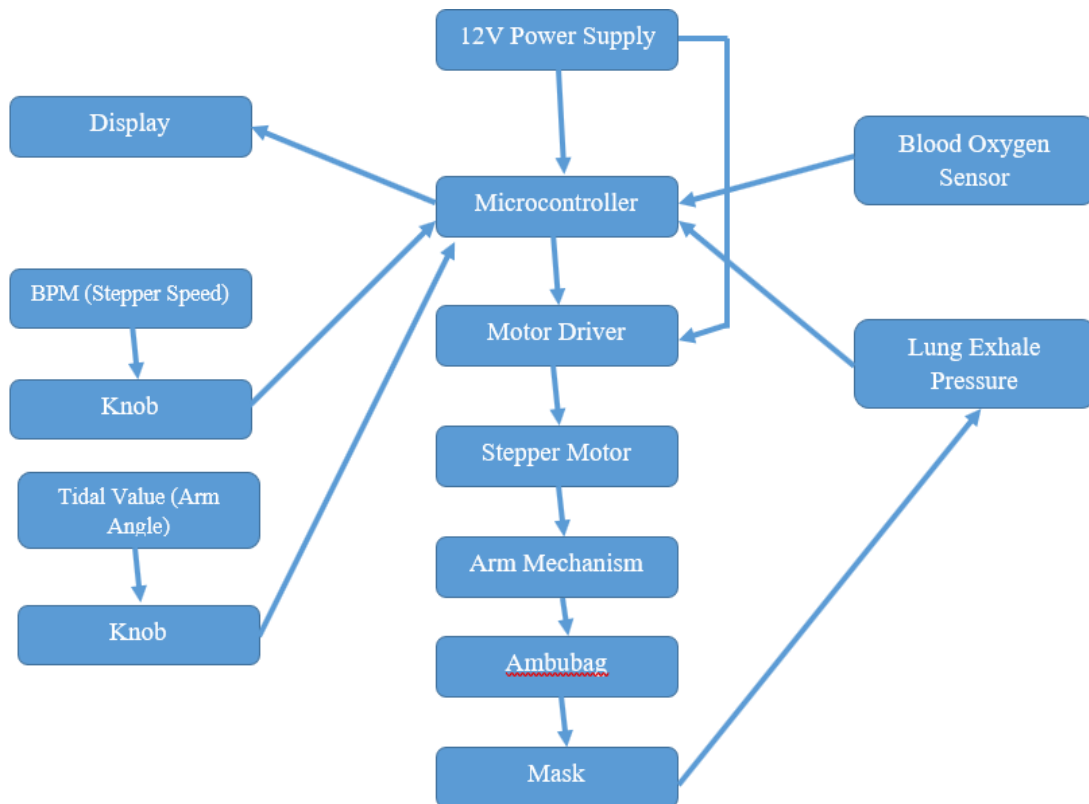 12V Power Supply
Display
Blood Oxygen
Sensor
Microcontroller
BPM (Stepper Speed)
Motor Driver
Lung Exhale
Pressure
Knob
Stepper Motor
Tidal Value (Arm
Angle)
Arm Mechanism
Knob
Ambubag
Mask